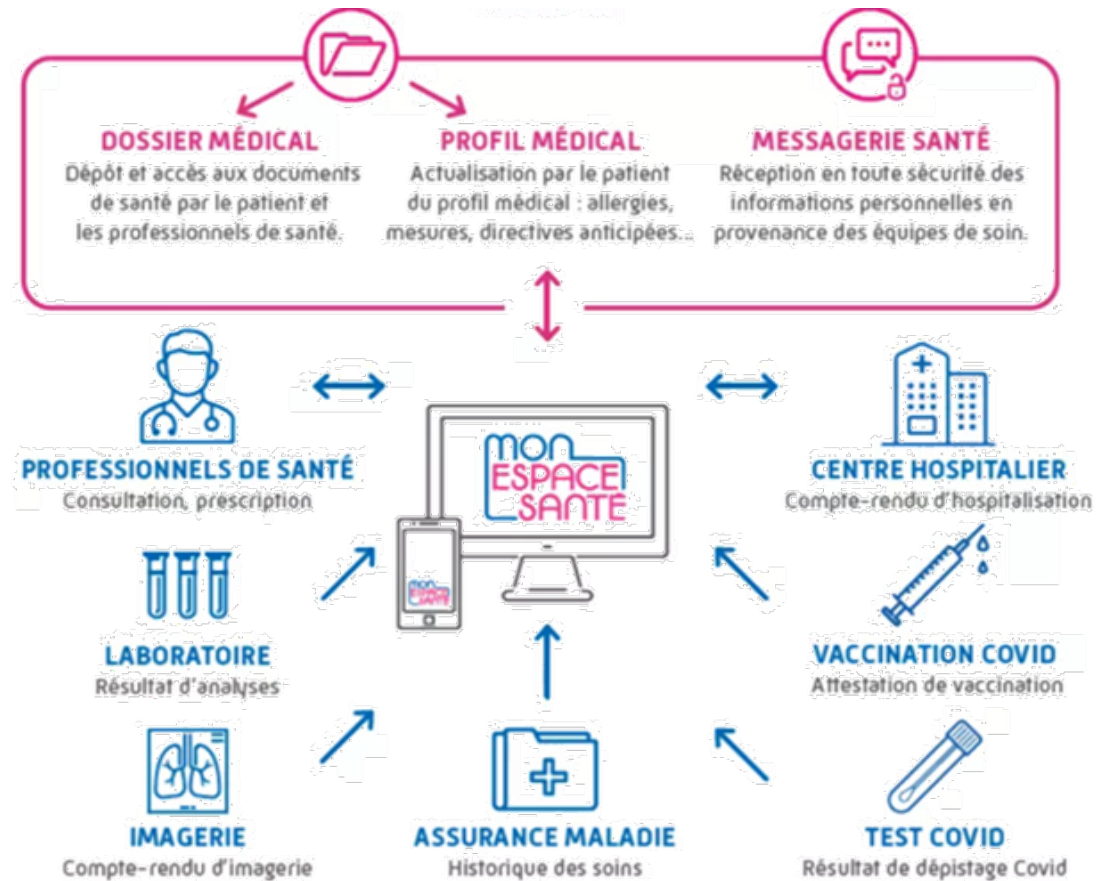 DOSSIER MÉDICAL
Dépôt et accès aux documents
de santé par le patient et
les professionnels de santé.
PROFIL MÉDICAL
Actualisation par le patient
du profil médical : allergies,
mesures, directives anticipées...
MESSAGERIE SANTÉ
Réception en toute sécurité des
informations personnelles en
provenance des équipes de soin.
PROFESSIONNELS DE SANTÉ
Consultation, prescription
mon
ESPACE
SANTÉ
mon
ESPACE
SANTÉ
CENTRE HOSPITALIER
Compte-rendu d'hospitalisation
LABORATOIRE
Résultat d'analyses
VACCINATION COVID
Attestation de vaccination
IMAGERIE
Compte-rendu d'imagerie
ASSURANCE MALADIE
Historique des soins
TEST COVID
Résultat de dépistage Covid